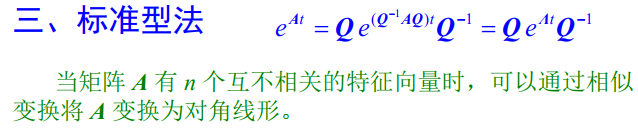 三、标准型法 e^{At} = Q e^{(Q^{-1}AQ)t} Q^{-1} = Q e^{Λt} Q^{-1}
当矩阵 A 有 n 个互不相关的特征向量时，可以通过相似
变换将 A 变换为对角线形。